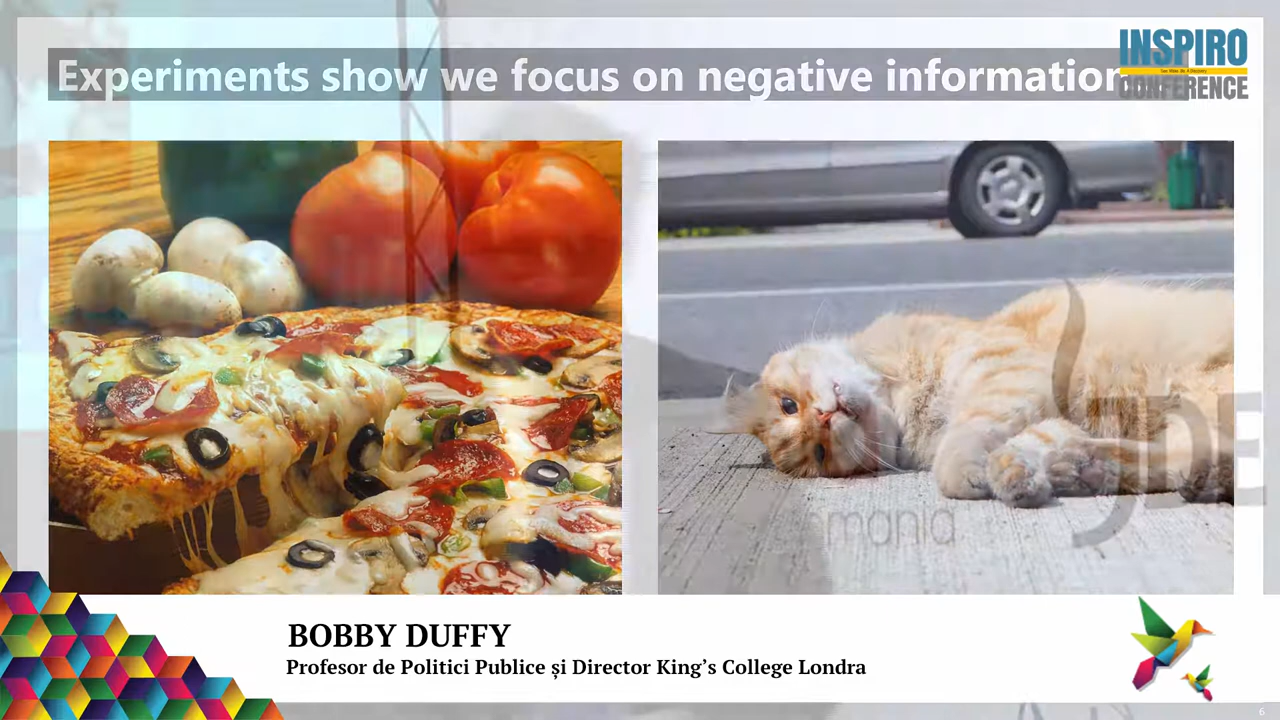 Experiments show we focus on negative information
INSPIRO
CONFERENCE
mania
BOBBY DUFFY
Profesor de Politici Publice și Director King's College Londra
6